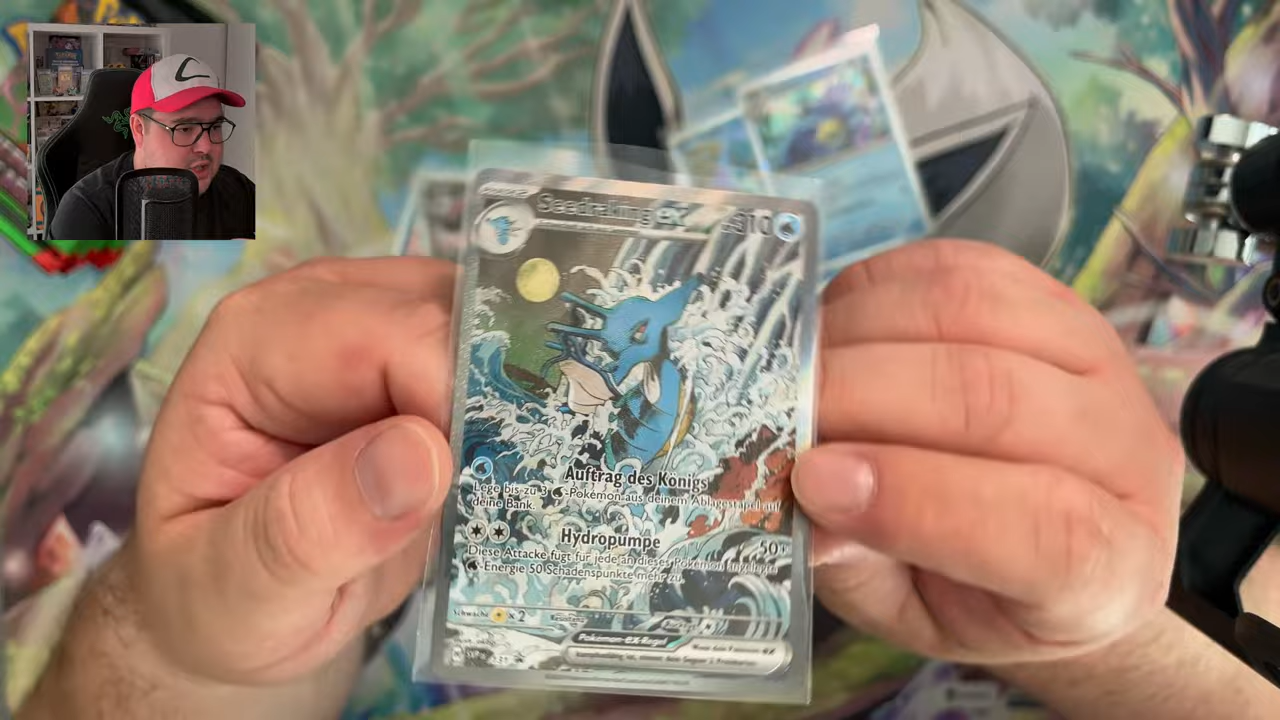 Seedraking ex 310
Auftrag des Königs
Lege bis zu 3 -Pokémon aus deinem Ablagestapel auf
deine Bank.
Hydropumpe 50+
Diese Attacke fügt für jede an dieses Pokémon angelegte
-Energie 50 Schadenspunkte mehr zu.
Schwäche ×2 Resistenz
Pokémon-ex-Regel